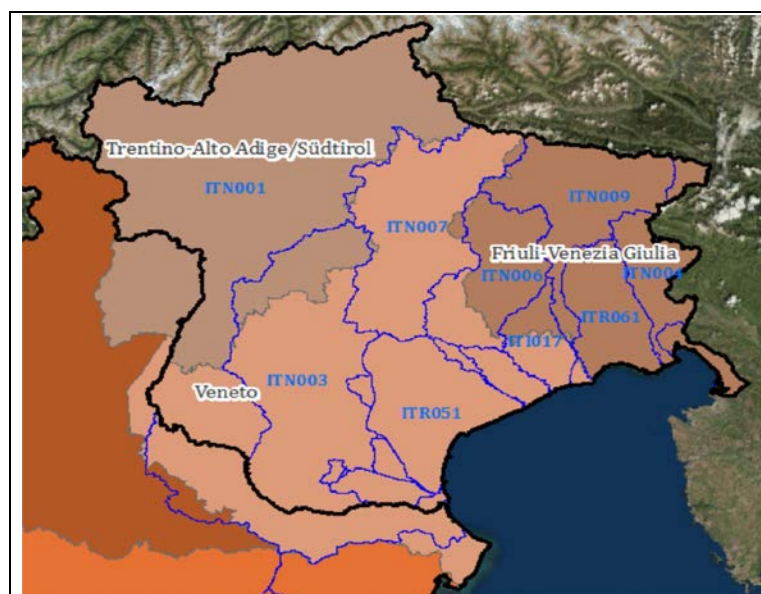 Trentino-Alto Adige/Südtirol
ITN001
ITN009
ITN007
Friuli-Venezia Giulia
ITN006
ITN004
ITR061
ITI017
Veneto
ITN003
ITR051